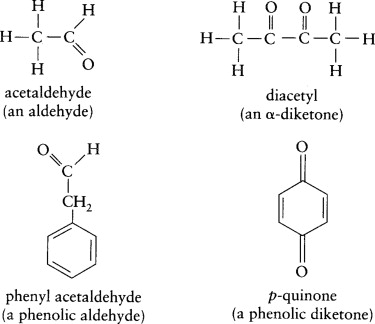 H
H
H—C—C
H
O
acetaldehyde
(an aldehyde)
H O O H
H—C—C—C—C—H
H H
diacetyl
(an α-diketone)
O H
C
CH2
phenyl acetaldehyde
(a phenolic aldehyde)
O
O
p-quinone
(a phenolic diketone)